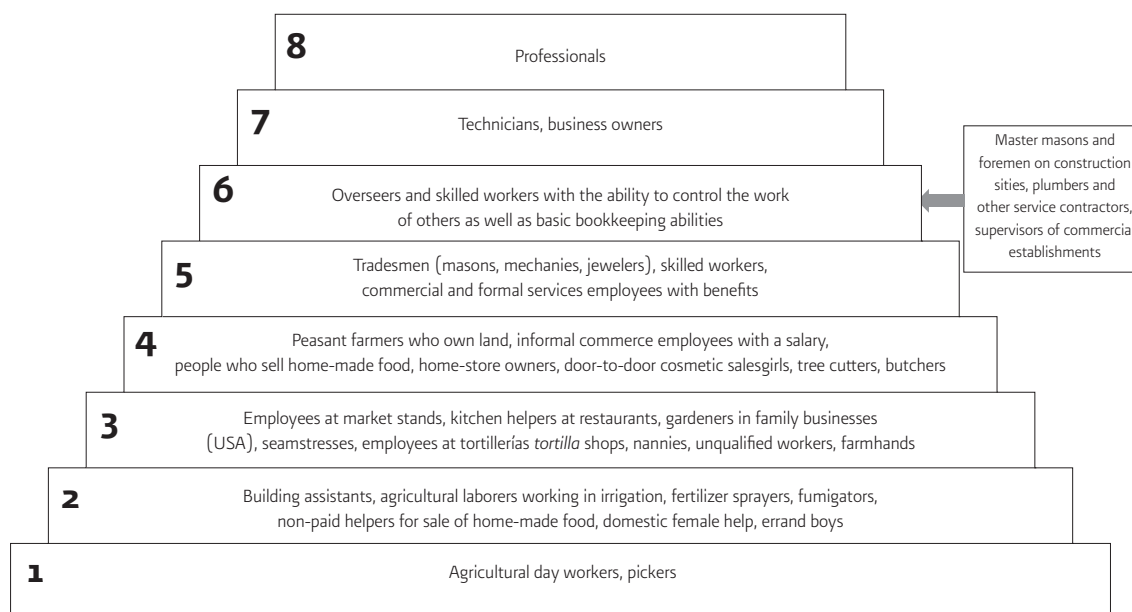 8
Professionals
7
Technicians, business owners
6
Overseers and skilled workers with the ability to control the work
of others as well as basic bookkeeping abilities
Master masons and
foremen on construction
sities, plumbers and
other service contractors,
supervisors of commercia
establishments
5
Tradesmen (masons, mechanies, jewelers), skilled workers,
commercial and formal services employees with benefits
4
Peasant farmers who own land, informal commerce employees with a salary,
people who sell home-made food, home-store owners, door-to-door cosmetic salesgirls, tree cutters, butchers
3
Employees at market stands, kitchen helpers at restaurants, gardeners in family businesses
(USA), seamstresses, employees at tortillerías tortilla shops, nannies, unqualified workers, farmhands
2
Building assistants, agricultural laborers working in irrigation, fertilizer sprayers, fumigators,
non-paid helpers for sale of home-made food, domestic female help, errand boys
1
Agricultural day workers, pickers